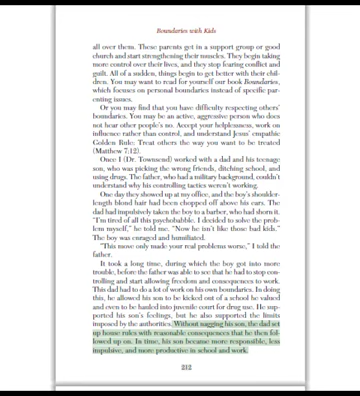 Boundaries with Kids
all over them. These parents get in a support group or good
church and start strengthening their muscles. They begin taking
more control over their lives, and they stop fearing conflict and
guilt. All of a sudden, things begin to get better with their chil-
dren. You may want to read for yourself our book Boundaries,
which focuses on personal boundaries instead of specific par-
enting issues.
Or you may find that you have difficulty respecting others'
boundaries. You may be an active, aggressive person who does
not hear other people's no. Accept your helplessness, work on
influence rather than control, and understand Jesus' empathic
Golden Rule: Treat others the way you want to be treated
(Matthew 7:12).
Once I (Dr. Townsend) worked with a dad and his teenage
son, who was picking the wrong friends, ditching school, and
using drugs. The father, who had a military background, couldn't
understand why his controlling tactics weren't working.
One day they showed up at my office, and the boy's shoulder-
length blond hair had been chopped off above his ears. The
dad had impulsively taken the boy to a barber, who had shorn it.
"I'm tired of all this psychobabble. I decided to solve the prob-
lem myself," he told me. "Now he isn't like those bad kids."
The boy was enraged and humiliated.
"This move only made your real problems worse," I told the
father.
It took a long time, during which the boy got into more
trouble, before the father was able to see that he had to stop con-
trolling and start allowing freedom and consequences to work.
This dad had to do a lot of work on his own boundaries. In doing
this, he allowed his son to be kicked out of a school he valued
and even to be hauled into juvenile court for drug use. He sup-
ported his son's feelings, but he also supported the limits
imposed by the authorities. Without nagging his son, the dad set
up house rules with reasonable consequences that he then fol-
lowed up on. In time, his son became more responsible, less
impulsive, and more productive in school and work.
212